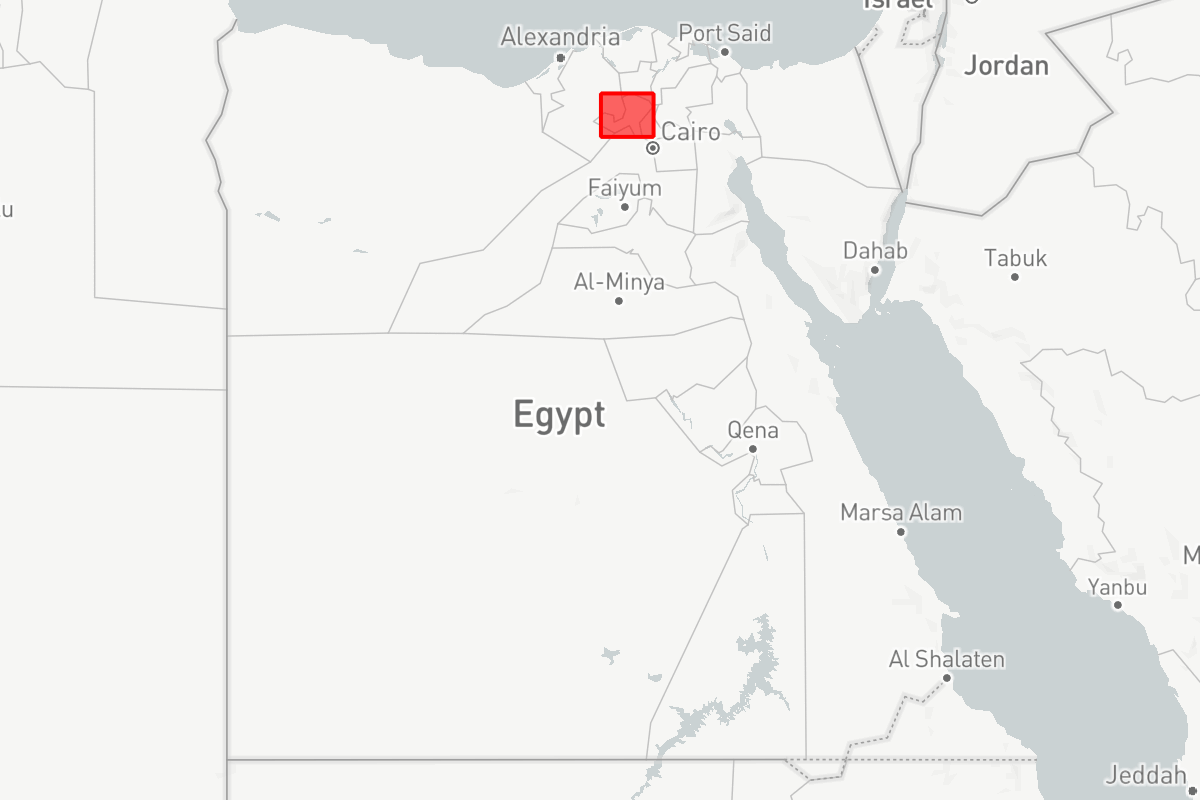 Israel
Alexandria
Port Said
Jordan
Cairo
Faiyum
Dahab
Tabuk
Al-Minya
Egypt
Qena
Marsa Alam
Yanbu
Al Shalaten
Jeddah